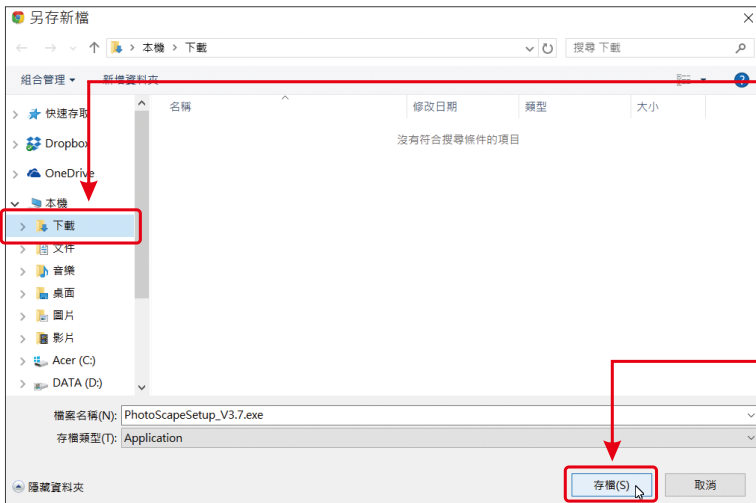 另存新檔
本機 > 下載
搜尋 下載
組合管理 新增資料夾
名稱 修改日期 類型 大小
沒有符合搜尋條件的項目
快速存取
Dropbox
OneDrive
本機
下載
文件
音樂
桌面
圖片
影片
Acer (C:)
DATA (D:)
檔案名稱(N): PhotoScapeSetup_V3.7.exe
存檔類型(T): Application
隱藏資料夾 存檔(S) 取消